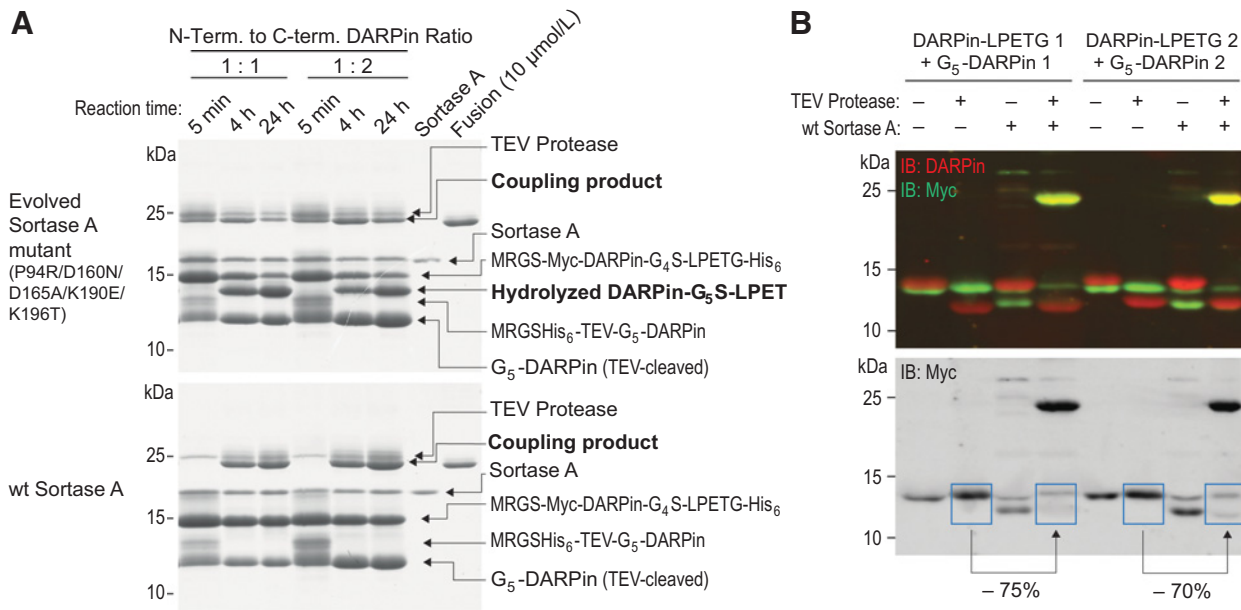 A
N-Term. to C-term. DARPin Ratio
1 : 1
1 : 2
Reaction time:
5 min
4 h
24 h
5 min
4 h
24 h
Sortase A
Fusion (10 µmol/L)
kDa
25
15
10
Evolved
Sortase A
mutant
(P94R/D160N/
D165A/K190E/
K196T)
TEV Protease
Coupling product
Sortase A
MRGS-Myc-DARPin-G4S-LPETG-His6
Hydrolyzed DARPin-G5S-LPET
MRGSHis6-TEV-G5-DARPin
G5-DARPin (TEV-cleaved)
kDa
25
15
10
wt Sortase A
TEV Protease
Coupling product
Sortase A
MRGS-Myc-DARPin-G4S-LPETG-His6
MRGSHis6-TEV-G5-DARPin
G5-DARPin (TEV-cleaved)
B
DARPin-LPETG 1
+ G5-DARPin 1
DARPin-LPETG 2
+ G5-DARPin 2
TEV Protease: – + – + – + – +
wt Sortase A: – – + + – – + +
kDa
25
15
10
IB: DARPin
IB: Myc
kDa
25
15
10
IB: Myc
– 75%
– 70%